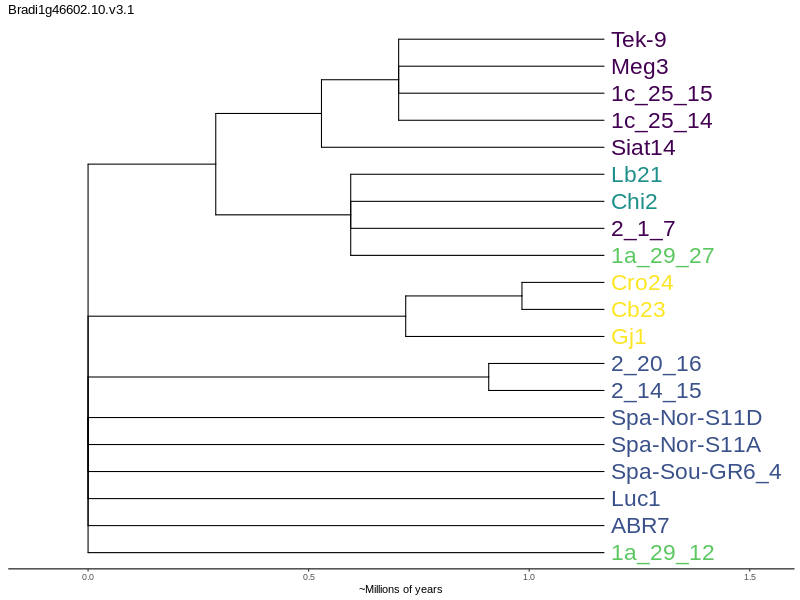 Bradi1g46602.10.v3.1
Tek-9
Meg3
1c_25_15
1c_25_14
Siat14
Lb21
Chi2
2_1_7
1a_29_27
Cro24
Cb23
Gj1
2_20_16
2_14_15
Spa-Nor-S11D
Spa-Nor-S11A
Spa-Sou-GR6_4
Luc1
ABR7
1a_29_12
0.0 0.5 1.0 1.5
~Millions of years